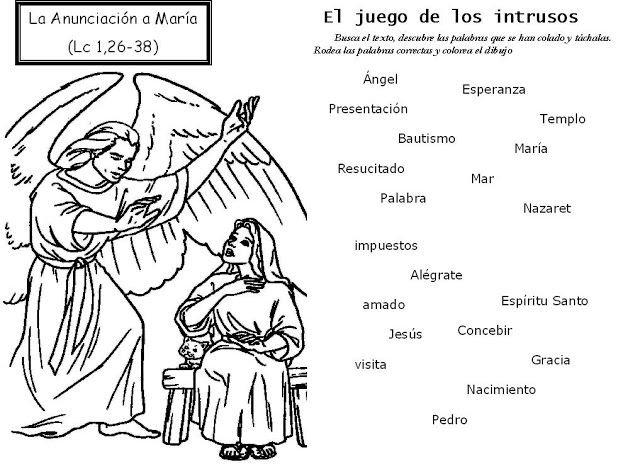 La Anunciación a María
(Lc 1,26-38)
El juego de los intrusos
Busca el texto, descubre las palabras que se han colado y táchalas.
Rodea las palabras correctas y colorea el dibujo
Ángel
Esperanza
Presentación
Templo
Bautismo
María
Resucitado
Mar
Palabra
Nazaret
impuestos
Alégrate
Espíritu Santo
amado
Concebir
Jesús
Gracia
visita
Nacimiento
Pedro